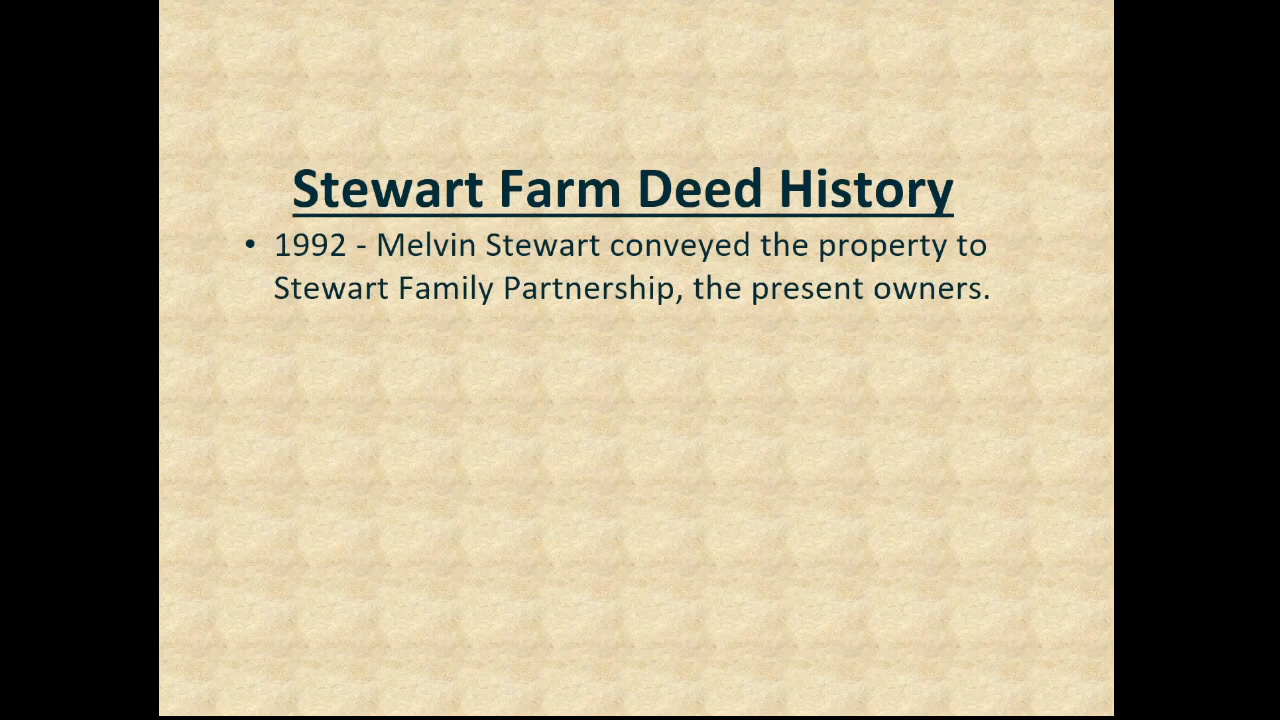 Stewart Farm Deed History
• 1992 - Melvin Stewart conveyed the property to
Stewart Family Partnership, the present owners.